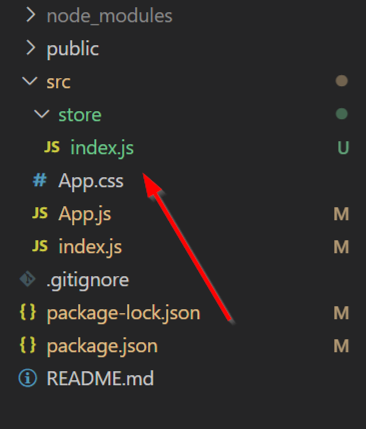 node_modules
public
src
store
JS index.js U
# App.css
JS App.js M
JS index.js M
.gitignore
{} package-lock.json M
{} package.json M
README.md